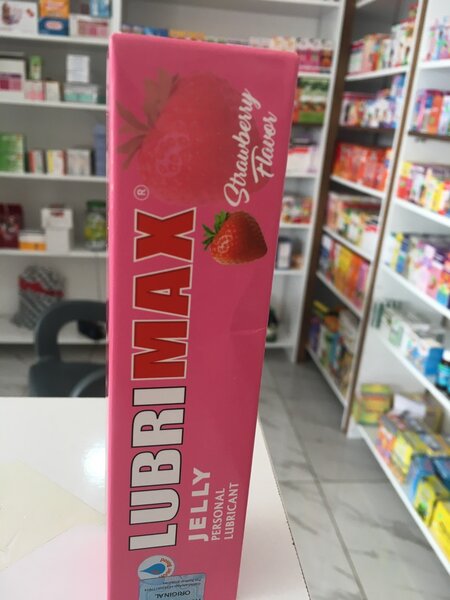 Strawberry
Flavor
LUBRIMAX®
JELLY
PERSONAL
LUBRICANT
ORIGINAL